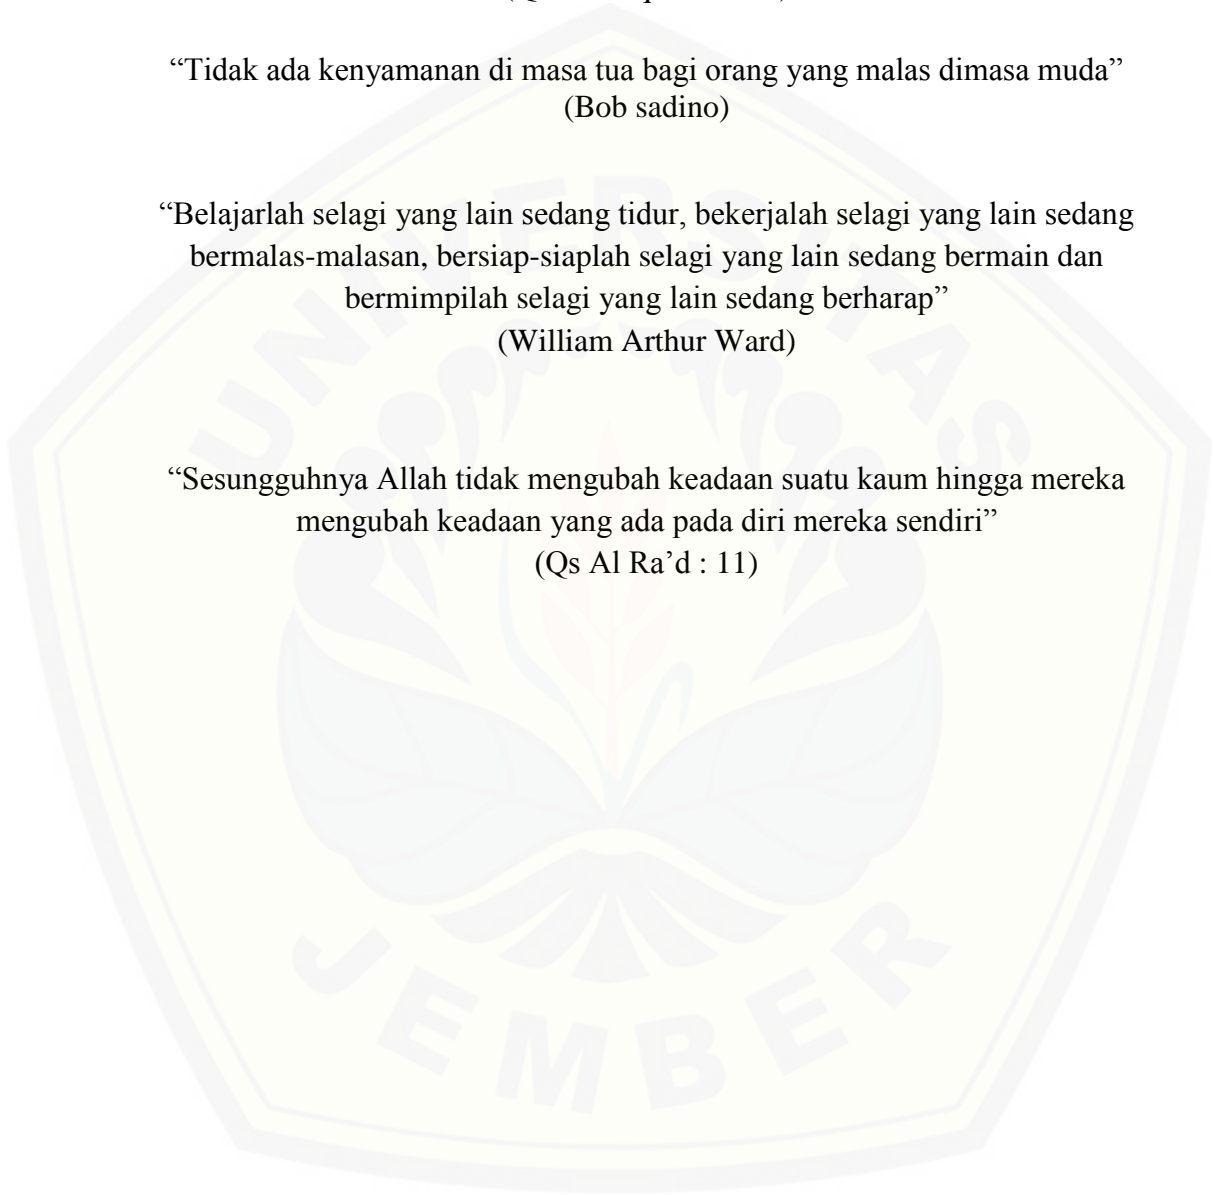 “Tidak ada kenyamanan di masa tua bagi orang yang malas dimasa muda”
(Bob sadino)
“Belajarlah selagi yang lain sedang tidur, bekerjalah selagi yang lain sedang
bermalas-malasan, bersiap-siaplah selagi yang lain sedang bermain dan
bermimpilah selagi yang lain sedang berharap”
(William Arthur Ward)
“Sesungguhnya Allah tidak mengubah keadaan suatu kaum hingga mereka
mengubah keadaan yang ada pada diri mereka sendiri”
(Qs Al Ra’d : 11)
UNIVERSITAS
JEMBER